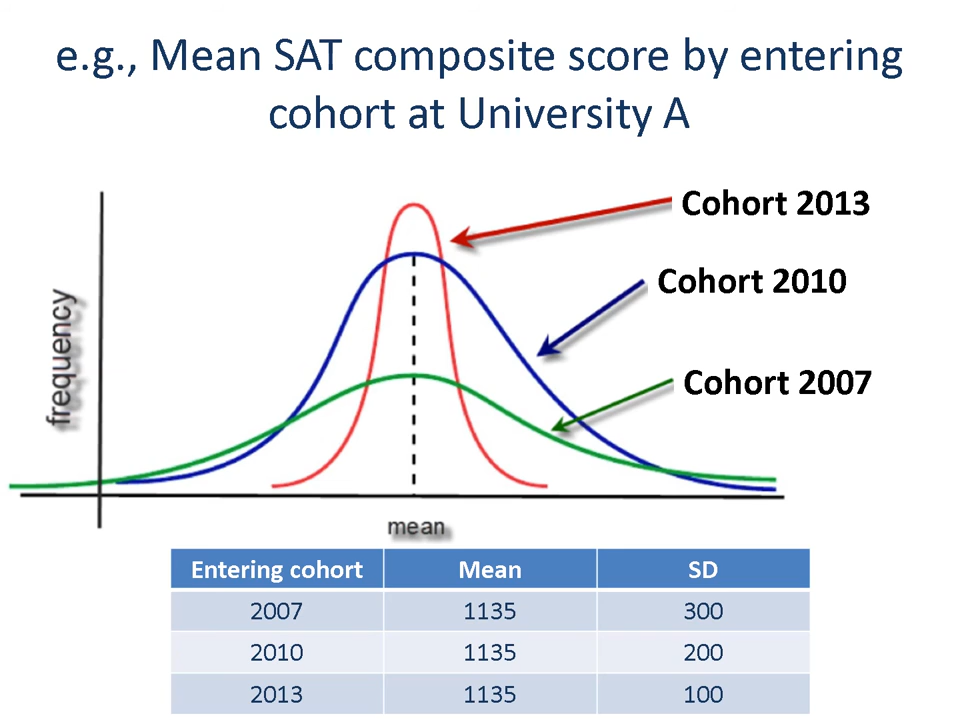 e.g., Mean SAT composite score by entering
cohort at University A
Cohort 2013
Cohort 2010
Cohort 2007
frequency
mean
Entering cohort Mean SD
2007 1135 300
2010 1135 200
2013 1135 100